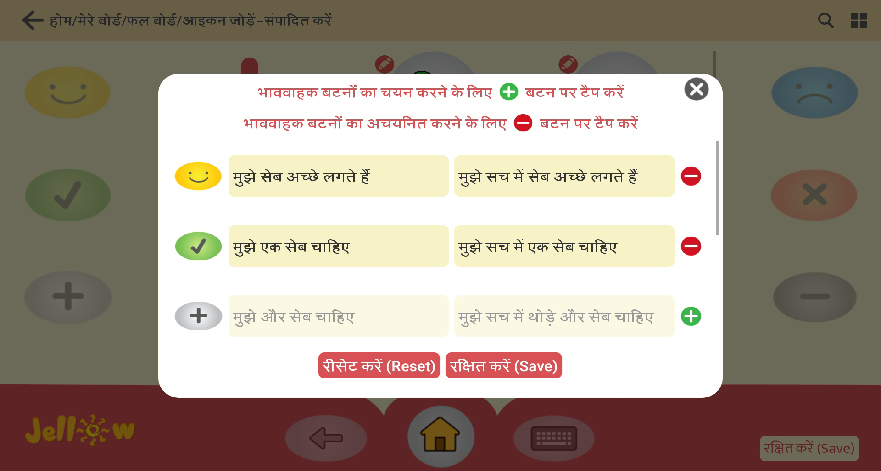 होम/मेरे बोर्ड/फल बोर्ड/आइकन जोड़ें-संपादित करें
भाववाहक बटनों का चयन करने के लिए + बटन पर टैप करें
भाववाहक बटनों का अचयनित करने के लिए - बटन पर टैप करें
मुझे सेब अच्छे लगते हैं मुझे सच में सेब अच्छे लगते हैं
मुझे एक सेब चाहिए मुझे सच में एक सेब चाहिए
मुझे और सेब चाहिए मुझे सच में थोड़े और सेब चाहिए
रीसेट करें (Reset) रक्षित करें (Save)
Jellow
रक्षित करें (Save)